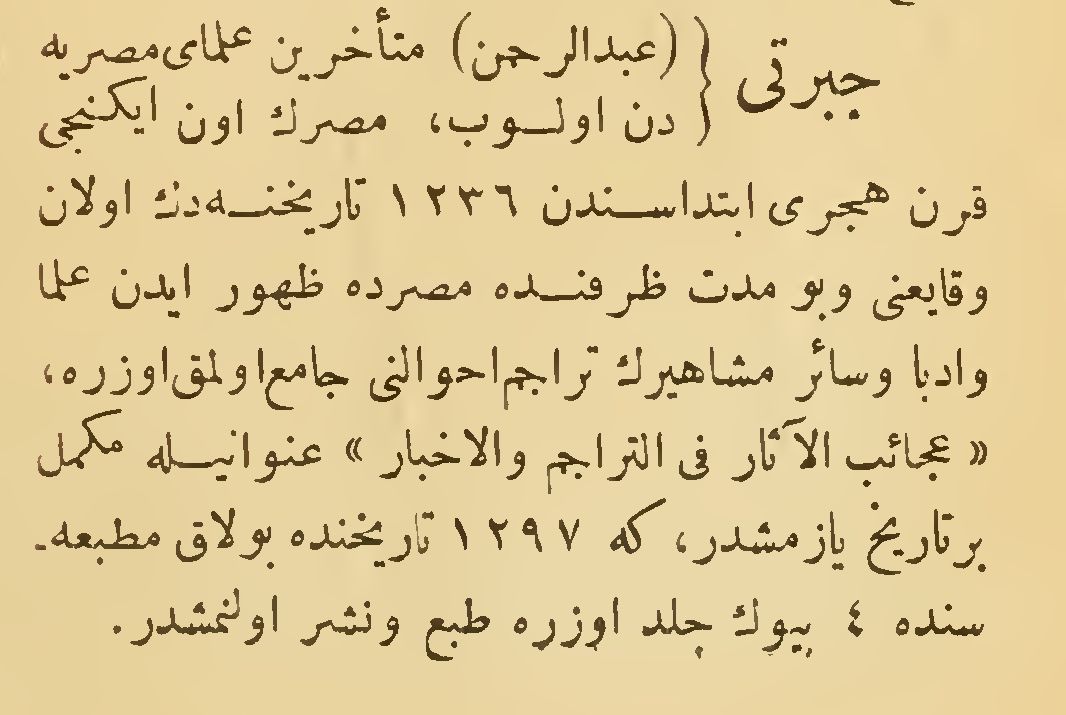 جبرتی { (عبدالرحمن) متأخرین علمای مصریه
دن اولوب، مصرك اون ایکنجی
قرن هجری ابتداسندن ١٢٣٦ تاریخنه‌دك اولان
وقایعنی وبو مدت ظرفنده مصرده ظهور ایدن علما
وادبا وسائر مشاهیرك تراجم احوالنی جامع اولمق اوزره،
« عجائب الآثار فی التراجم والاخبار » عنوانیله مکمل
برتاریخ یازمشدر، که ١٢٩٧ تاریخنده بولاق مطبعه‌-
سنده ٤ بیوك جلد اوزره طبع ونشر اولنمشدر.